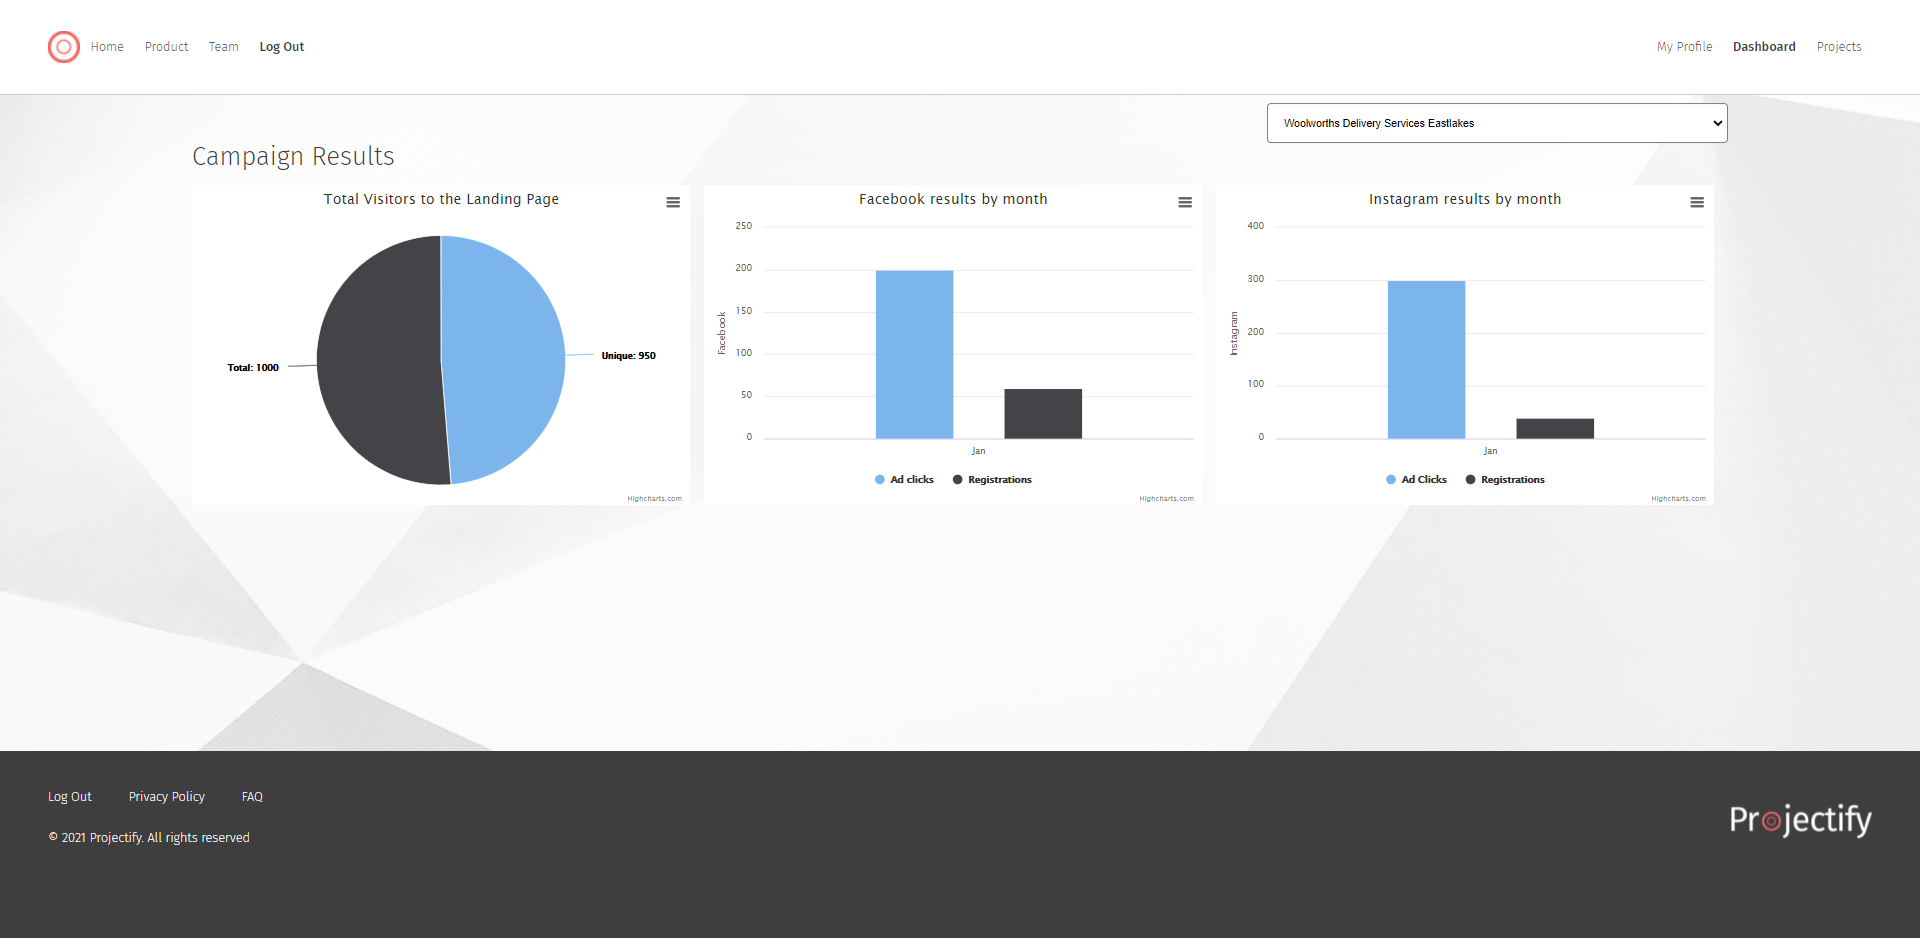 Home Product Team Log Out My Profile Dashboard Projects
Woolworths Delivery Services Eastlakes
Campaign Results
Total Visitors to the Landing Page
Unique: 950
Total: 1000
Highcharts.com
Facebook results by month
Facebook
250
200
150
100
50
0
Jan
Ad clicks Registrations
Highcharts.com
Instagram results by month
Instagram
400
300
200
100
0
Jan
Ad Clicks Registrations
Highcharts.com
Log Out Privacy Policy FAQ
© 2021 Projectify. All rights reserved
Projectify